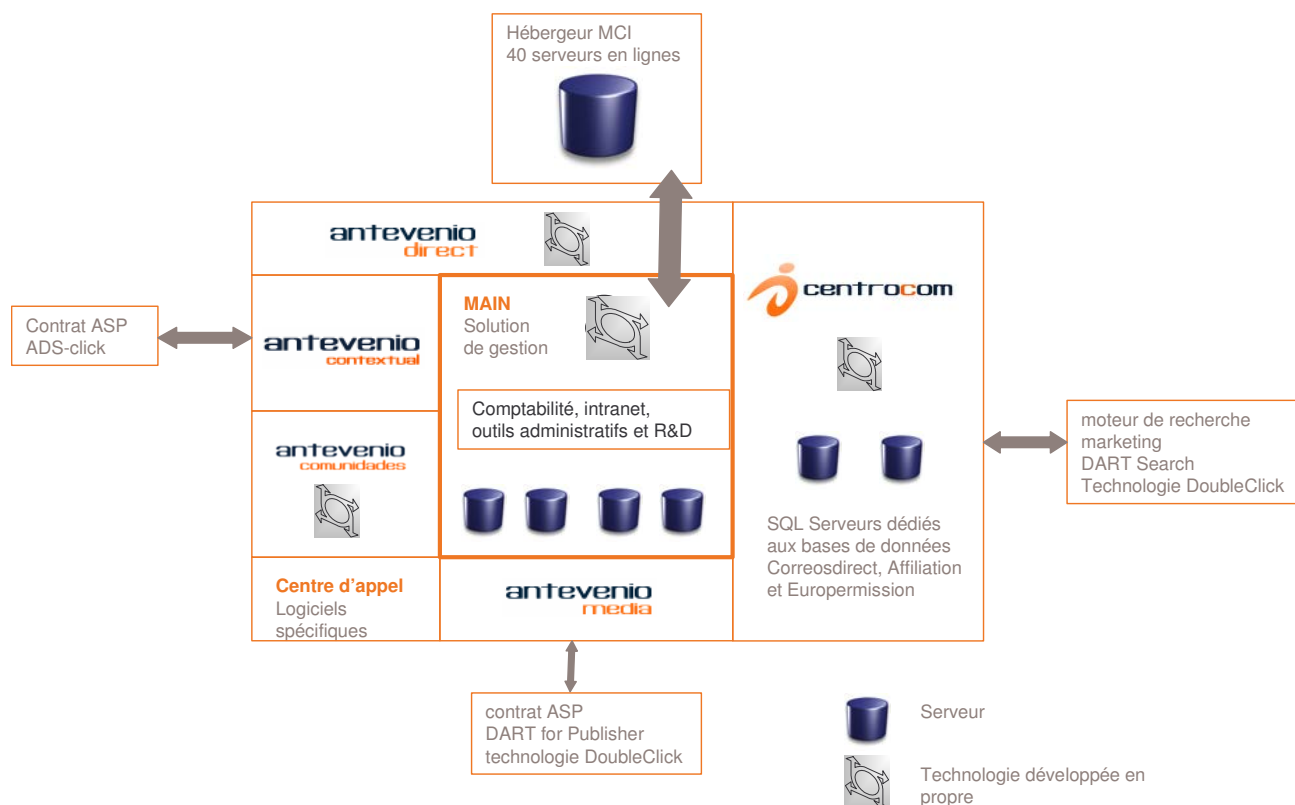 Hébergeur MCI
40 serveurs en lignes
antevenio
direct
centrocom
Contrat ASP
ADS-click
antevenio
contextual
MAIN
Solution
de gestion
Comptabilité, intranet,
outils administratifs et R&D
antevenio
comunidades
moteur de recherche
marketing
DART Search
Technologie DoubleClick
SQL Serveurs dédiés
aux bases de données
Correosdirect, Affiliation
et Europermission
Centre d’appel
Logiciels
spécifiques
antevenio
media
contrat ASP
DART for Publisher
technologie DoubleClick
Serveur
Technologie développée en
propre